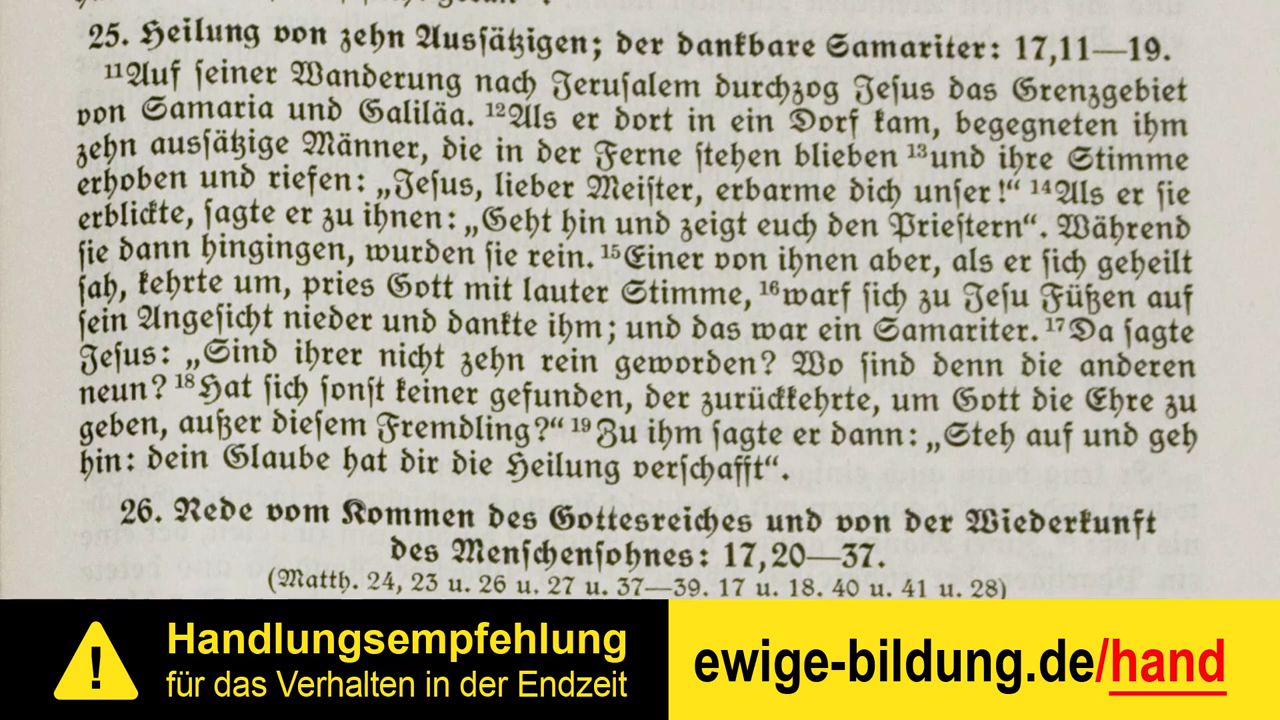 25. Heilung von zehn Aussätzigen; der dankbare Samariter: 17,11—19.
¹¹Auf seiner Wanderung nach Jerusalem durchzog Jesus das Grenzgebiet
von Samaria und Galiläa. ¹²Als er dort in ein Dorf kam, begegneten ihm
zehn aussätzige Männer, die in der Ferne stehen blieben ¹³und ihre Stimme
erhoben und riefen: „Jesus, lieber Meister, erbarme dich unser!“ ¹⁴Als er sie
erblickte, sagte er zu ihnen: „Geht hin und zeigt euch den Priestern“. Während
sie dann hingingen, wurden sie rein. ¹⁵Einer von ihnen aber, als er sich geheilt
sah, kehrte um, pries Gott mit lauter Stimme, ¹⁶warf sich zu Jesu Füßen auf
sein Angesicht nieder und dankte ihm; und das war ein Samariter. ¹⁷Da sagte
Jesus: „Sind ihrer nicht zehn rein geworden? Wo sind denn die anderen
neun? ¹⁸Hat sich sonst keiner gefunden, der zurückkehrte, um Gott die Ehre zu
geben, außer diesem Fremdling?“ ¹⁹Zu ihm sagte er dann: „Steh auf und geh
hin: dein Glaube hat dir die Heilung verschafft“.
26. Rede vom Kommen des Gottesreiches und von der Wiederkunft
des Menschensohnes: 17,20—37.
(Matth. 24, 23 u. 26 u. 27 u. 37—39. 17 u. 18. 40 u. 41 u. 28)
Handlungsempfehlung
für das Verhalten in der Endzeit
ewige-bildung.de/hand